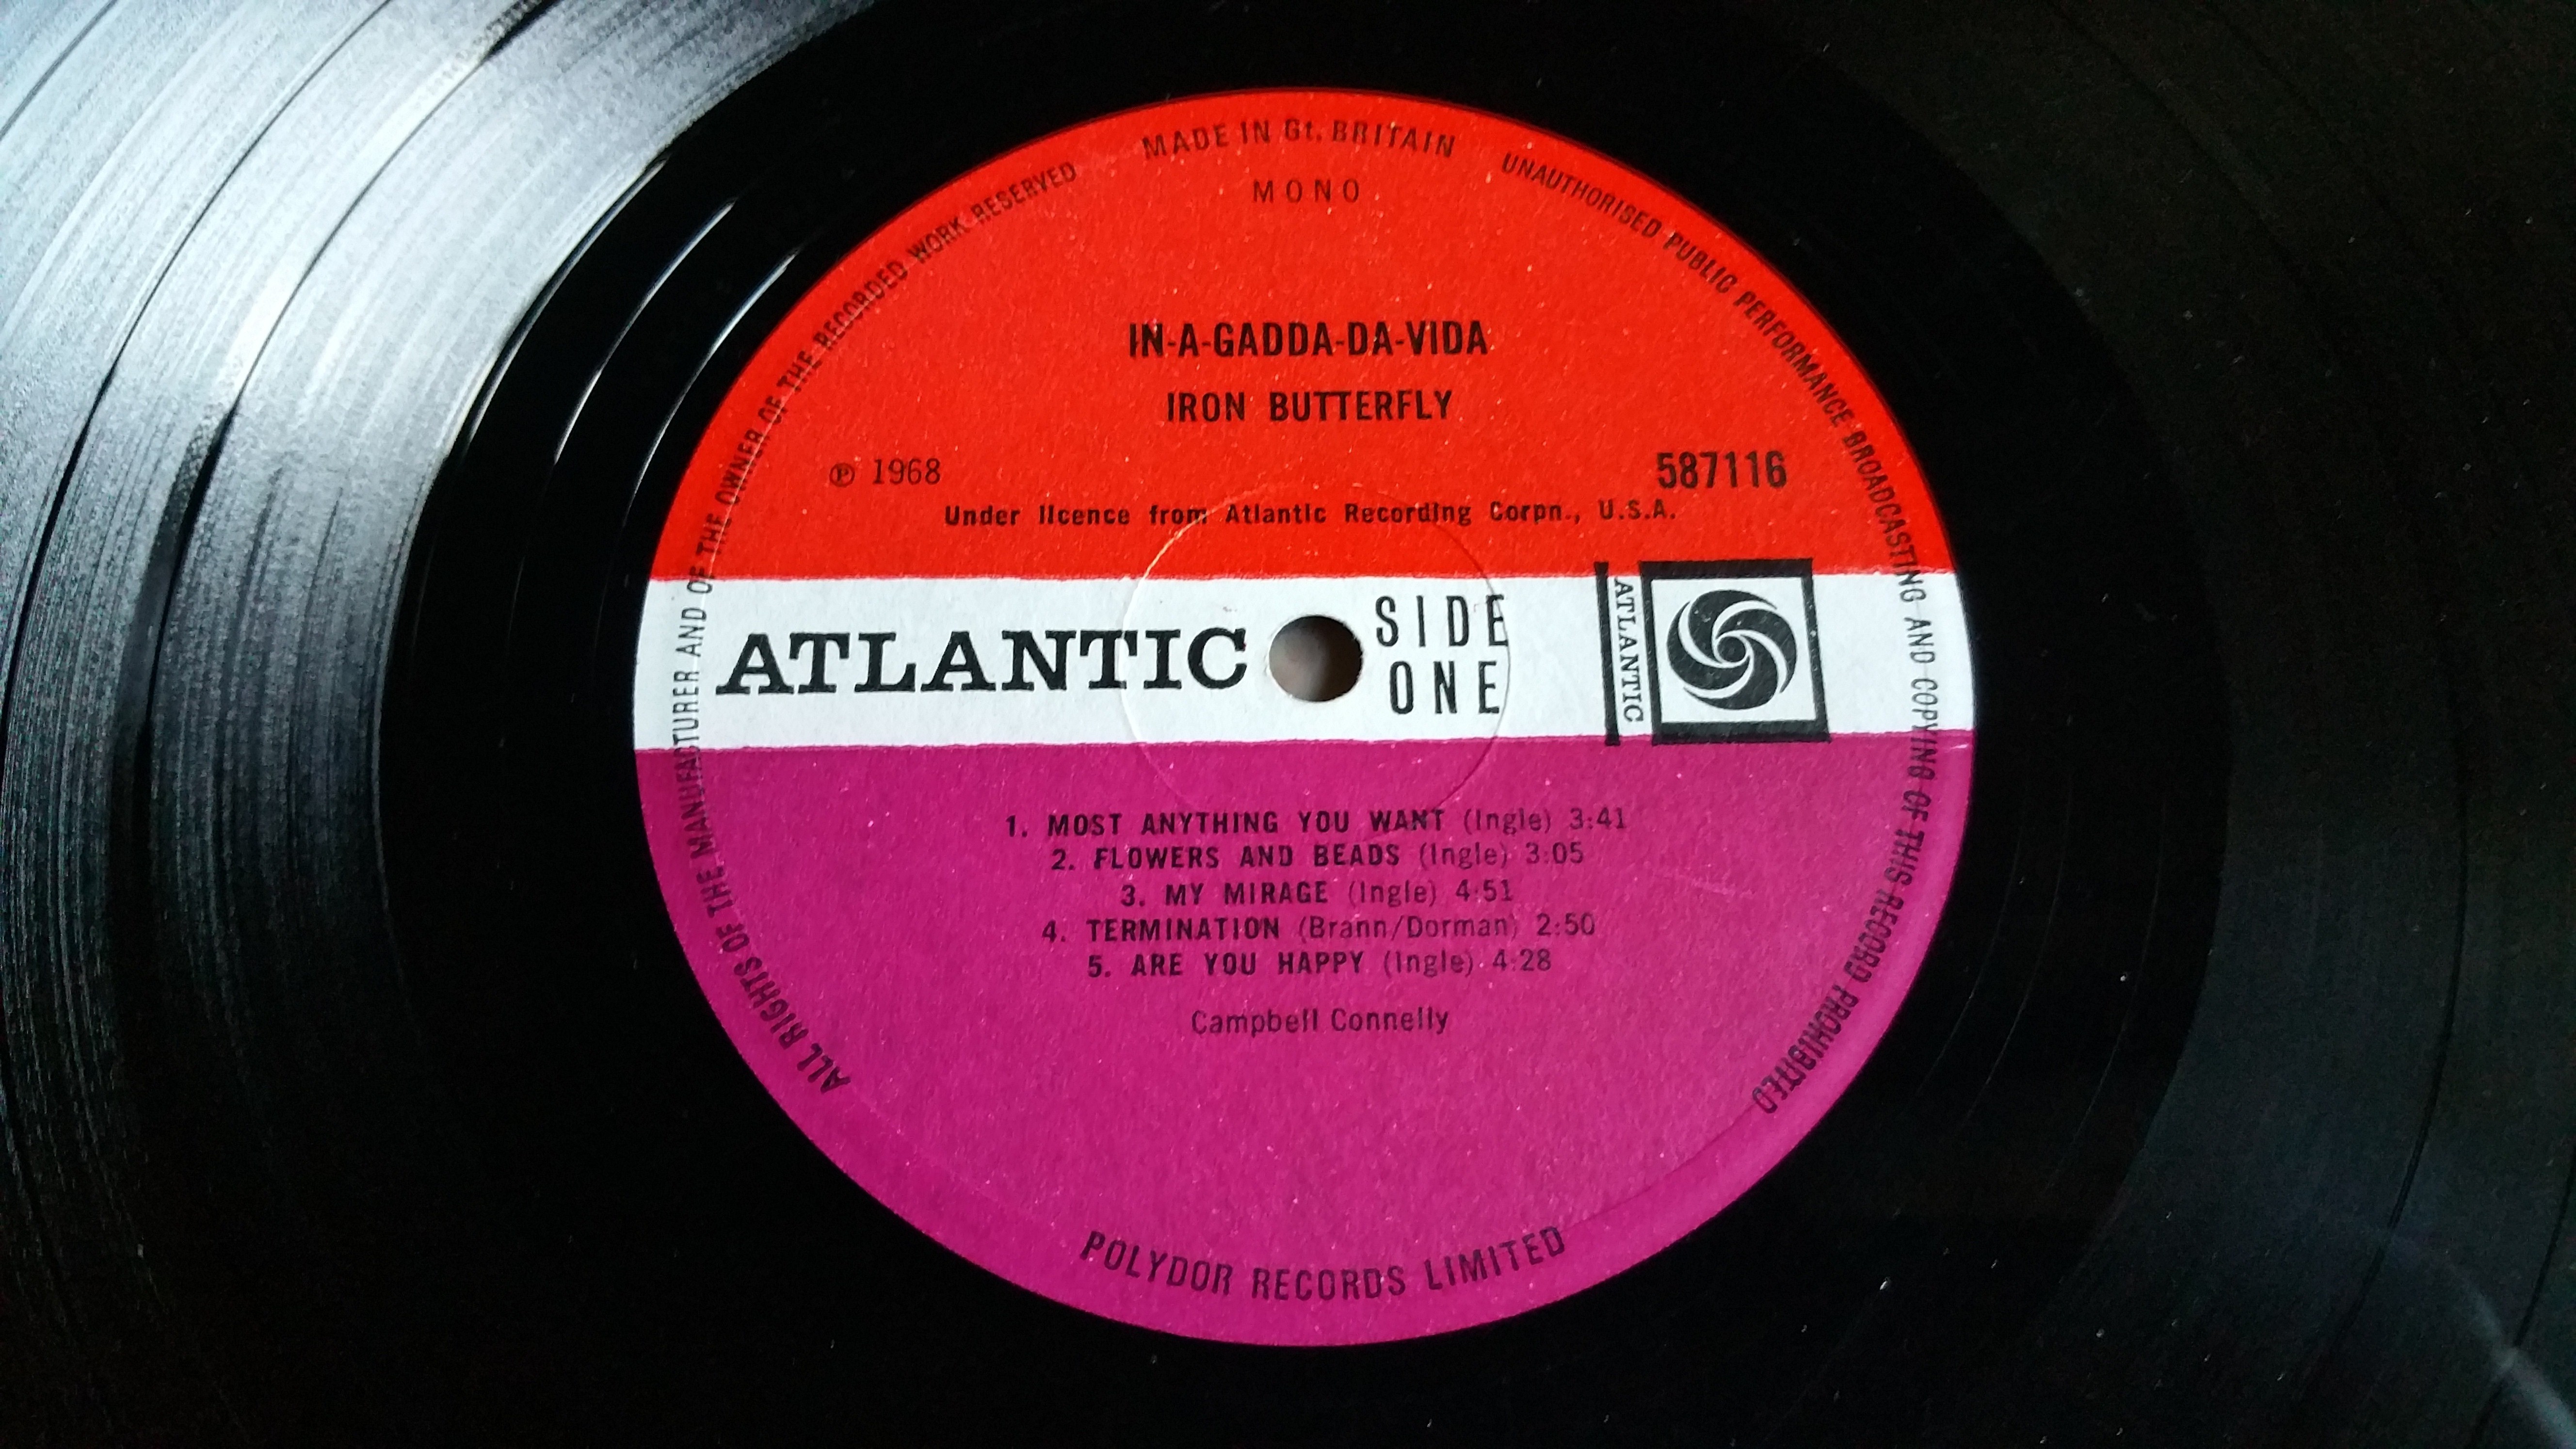 MADE IN Gt. BRITAIN
UNAUTHORISED PUBLIC PERFORMANCE BROADCASTING AND COPYING OF THIS RECORD PROHIBITED
ALL RIGHTS OF THE MANUFACTURER AND OF THE OWNER OF THE RECORDED WORK RESERVED
MONO
IN-A-GADDA-DA-VIDA
IRON BUTTERFLY
℗ 1968
587116
Under licence from Atlantic Recording Corpn., U.S.A.
ATLANTIC
SIDE
ONE
ATLANTIC
1. MOST ANYTHING YOU WANT (Ingle) 3:41
2. FLOWERS AND BEADS (Ingle) 3:05
3. MY MIRAGE (Ingle) 4:51
4. TERMINATION (Brann/Dorman) 2:50
5. ARE YOU HAPPY (Ingle) 4:28
Campbell Connelly
POLYDOR RECORDS LIMITED